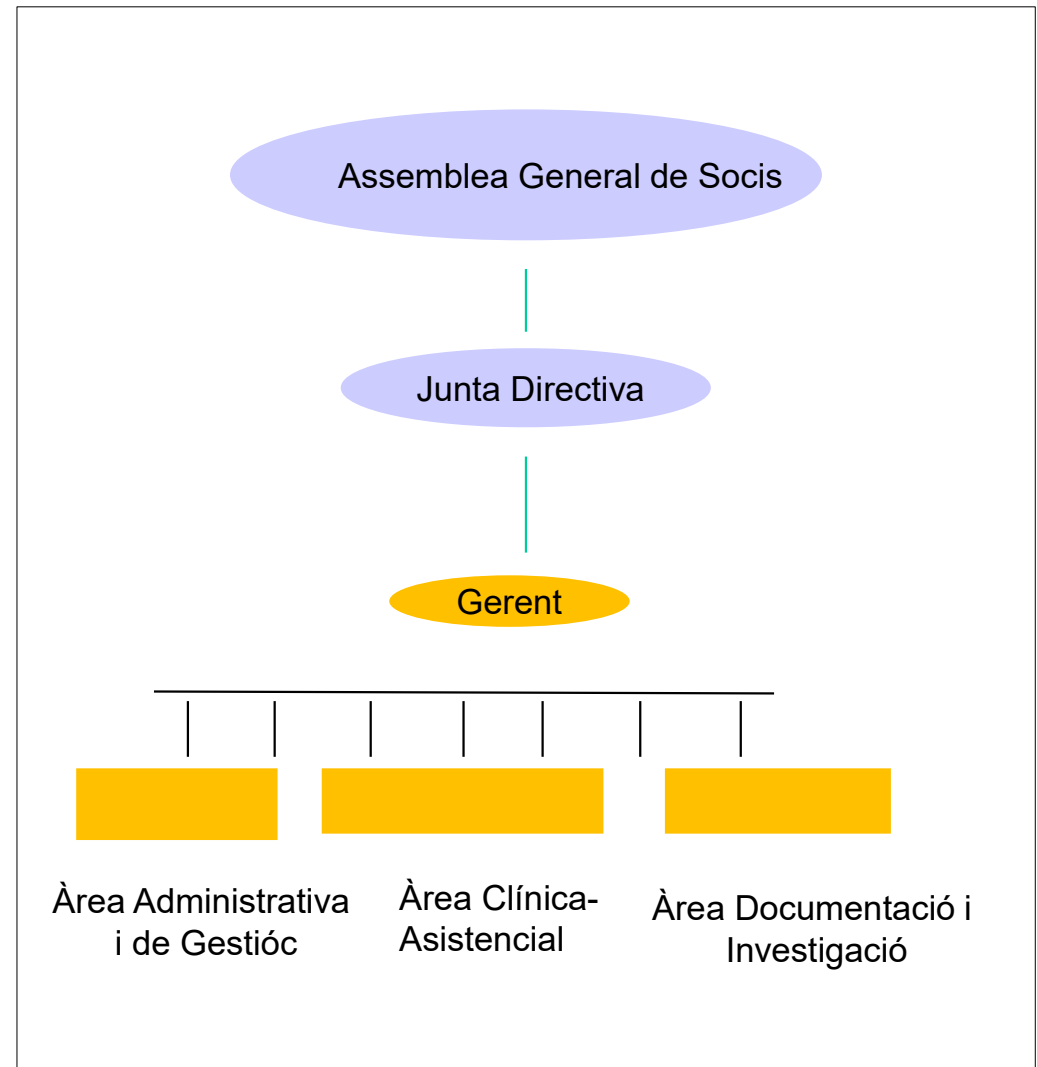 Assemblea General de Socis
Junta Directiva
Gerent
Àrea Administrativa
i de Gestióc
Àrea Clínica-
Asistencial
Àrea Documentació i
Investigació